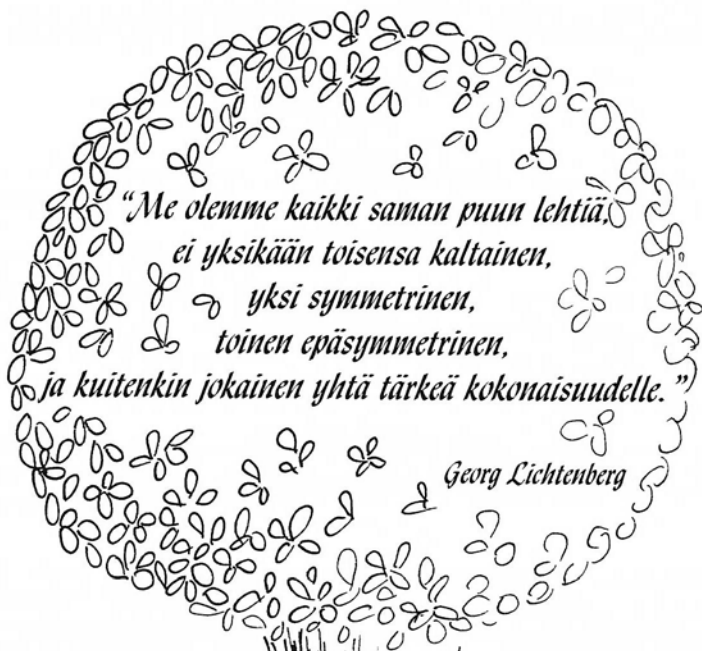 “Me olemme kaikki saman puun lehtiä,
ei yksikään toisensa kaltainen,
yksi symmetrinen,
toinen epäsymmetrinen,
ja kuitenkin jokainen yhtä tärkeä kokonaisuudelle.”
Georg Lichtenberg